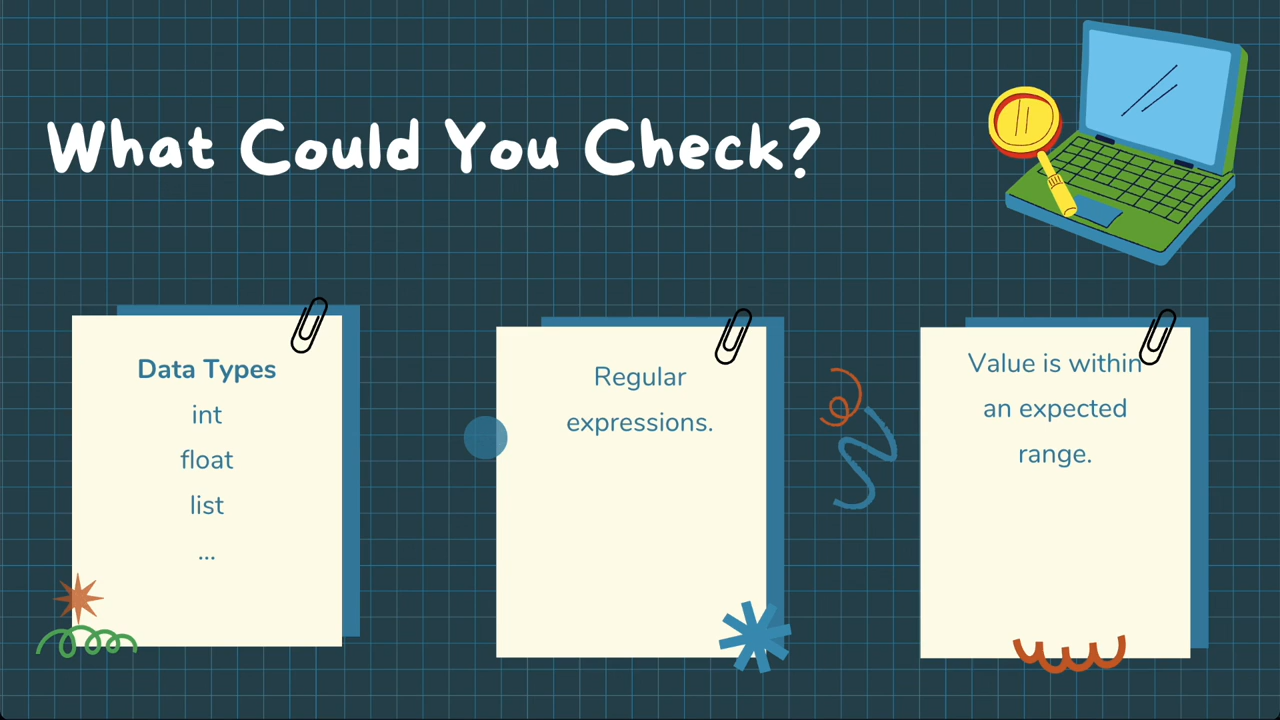 What Could You Check?
Data Types
int
float
list
...
Regular
expressions.
Value is within
an expected
range.